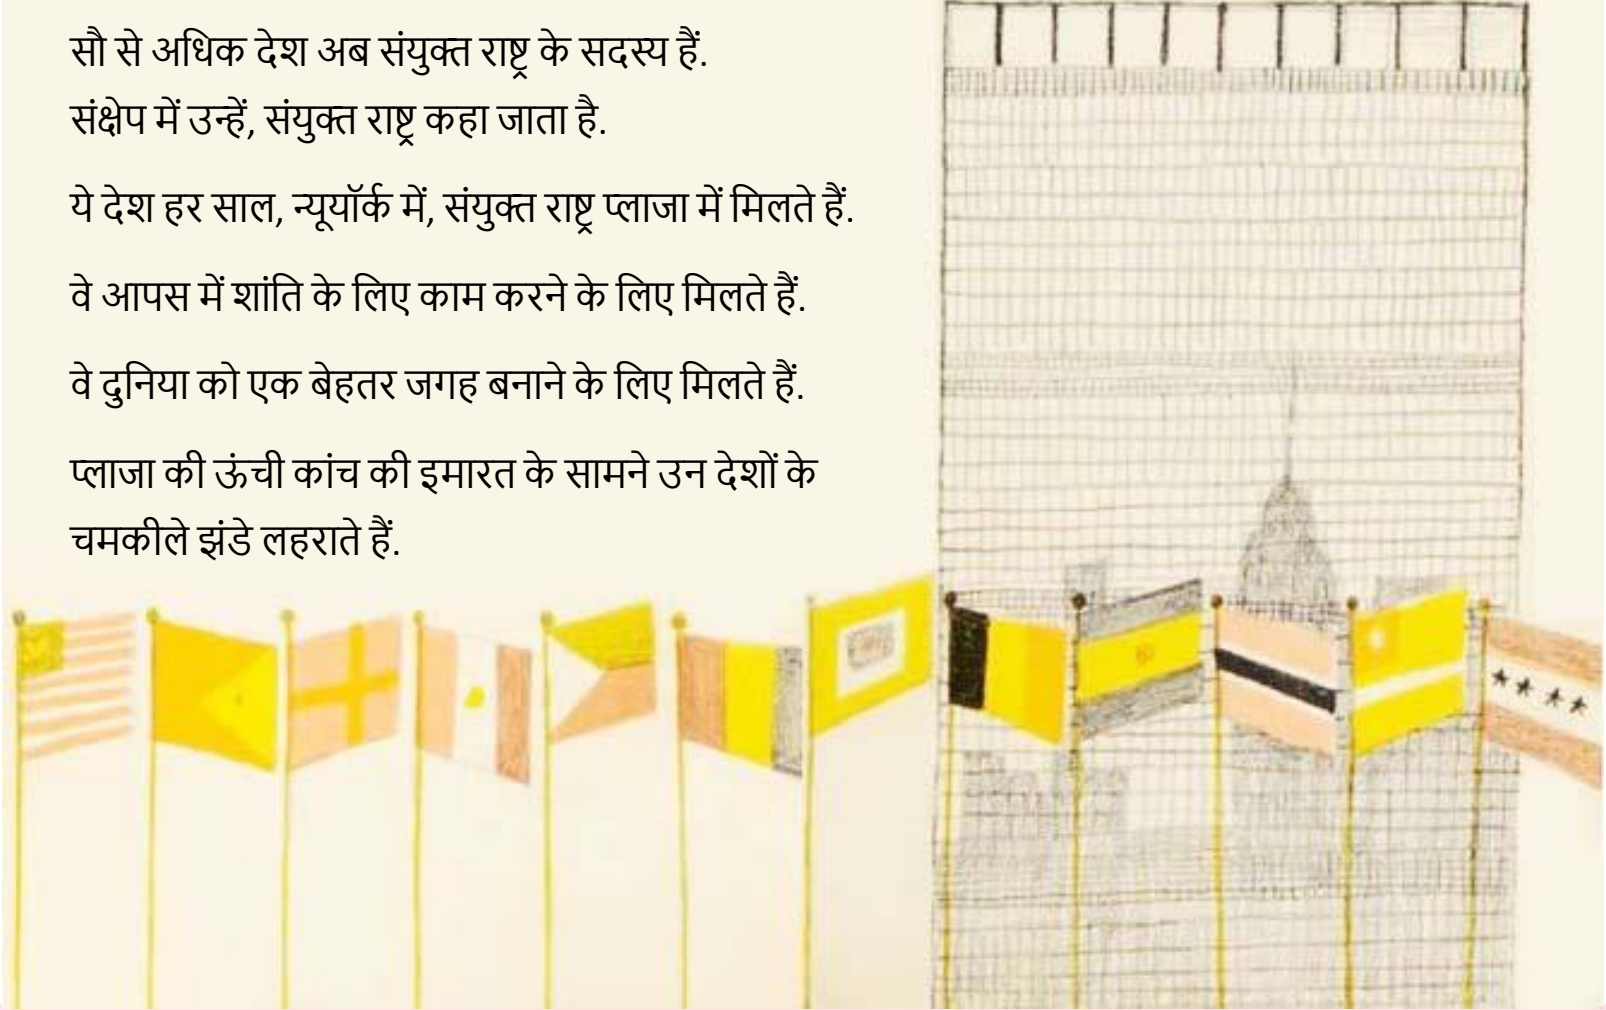 सौ से अधिक देश अब संयुक्त राष्ट्र के सदस्य हैं.
संक्षेप में उन्हें, संयुक्त राष्ट्र कहा जाता है.
ये देश हर साल, न्यूयॉर्क में, संयुक्त राष्ट्र प्लाजा में मिलते हैं.
वे आपस में शांति के लिए काम करने के लिए मिलते हैं.
वे दुनिया को एक बेहतर जगह बनाने के लिए मिलते हैं.
प्लाजा की ऊंची कांच की इमारत के सामने उन देशों के
चमकीले झंडे लहराते हैं.